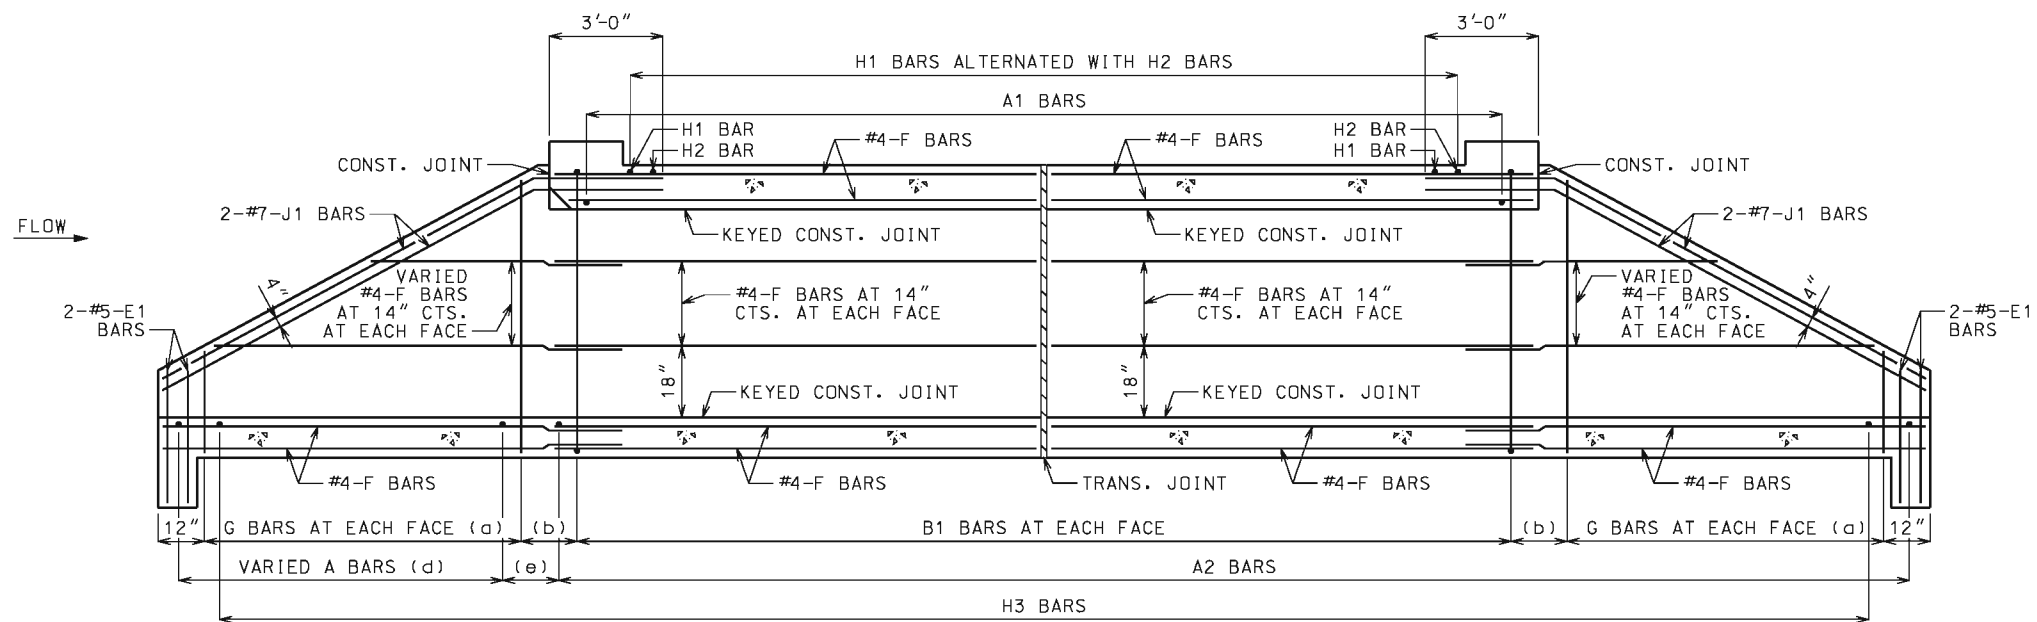 3'-0"
3'-0"
H1 BARS ALTERNATED WITH H2 BARS
A1 BARS
H1 BAR
H2 BAR
#4-F BARS
#4-F BARS
H2 BAR
H1 BAR
CONST. JOINT
CONST. JOINT
FLOW
2-#7-J1 BARS
2-#7-J1 BARS
KEYED CONST. JOINT
KEYED CONST. JOINT
4"
VARIED
#4-F BARS
AT 14" CTS.
AT EACH FACE
#4-F BARS AT 14"
CTS. AT EACH FACE
#4-F BARS AT 14"
CTS. AT EACH FACE
VARIED
#4-F BARS
AT 14" CTS.
AT EACH FACE
4"
2-#5-E1
BARS
2-#5-E1
BARS
18"
18"
KEYED CONST. JOINT
KEYED CONST. JOINT
#4-F BARS
#4-F BARS
TRANS. JOINT
#4-F BARS
#4-F BARS
12"
G BARS AT EACH FACE (a)
(b)
B1 BARS AT EACH FACE
(b)
G BARS AT EACH FACE (a)
12"
VARIED A BARS (d)
(e)
A2 BARS
H3 BARS